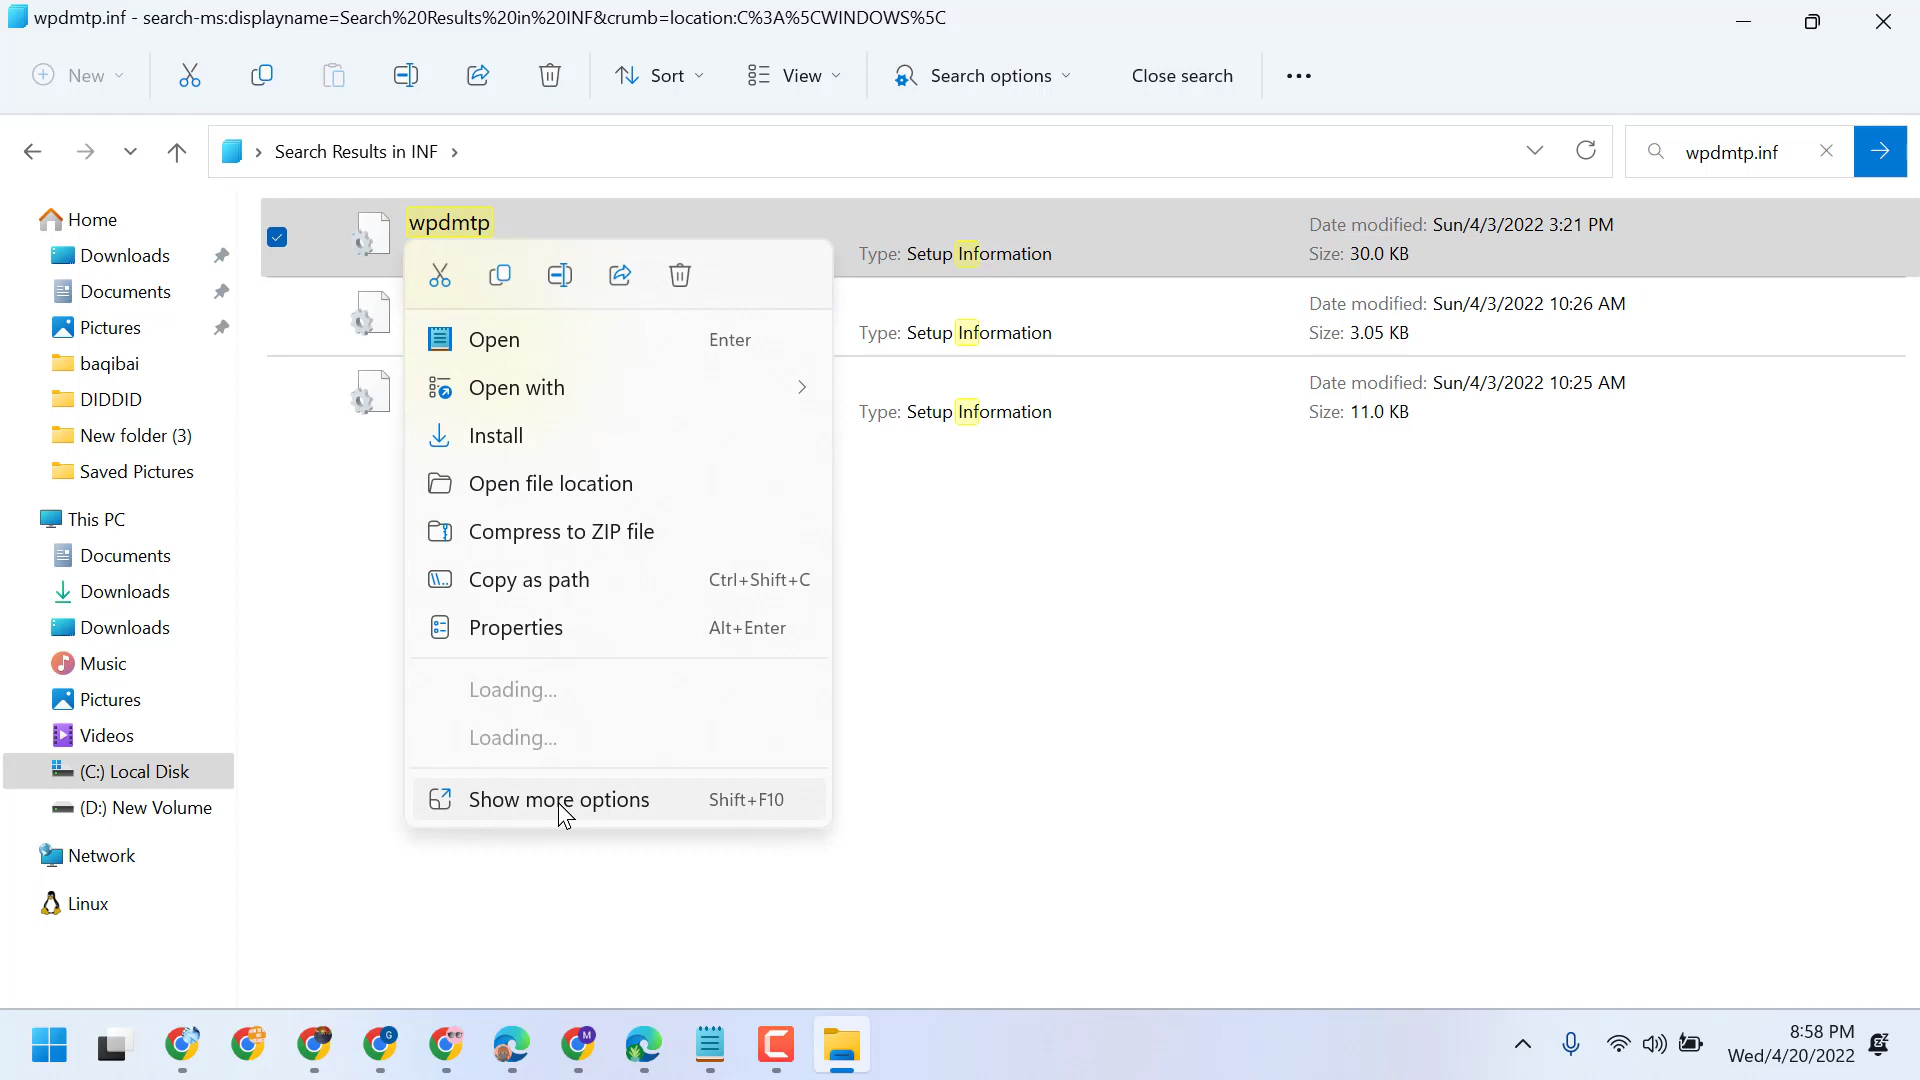 wpdmtp.inf - search-ms:displayname=Search%20Results%20in%20INF&crumb=location:C%3A%5CWINDOWS%5C
New
Sort
View
Search options
Close search
Search Results in INF
wpdmtp.inf
Home
Downloads
Documents
Pictures
baqibai
DIDDID
New folder (3)
Saved Pictures
This PC
Documents
Downloads
Downloads
Music
Pictures
Videos
(C:) Local Disk
(D:) New Volume
Network
Linux
wpdmtp
Type: Setup Information
Date modified: Sun/4/3/2022 3:21 PM
Size: 30.0 KB
Type: Setup Information
Date modified: Sun/4/3/2022 10:26 AM
Size: 3.05 KB
Type: Setup Information
Date modified: Sun/4/3/2022 10:25 AM
Size: 11.0 KB
Open Enter
Open with
Install
Open file location
Compress to ZIP file
Copy as path Ctrl+Shift+C
Properties Alt+Enter
Loading...
Loading...
Show more options Shift+F10
G
M
8:58 PM
Wed/4/20/2022